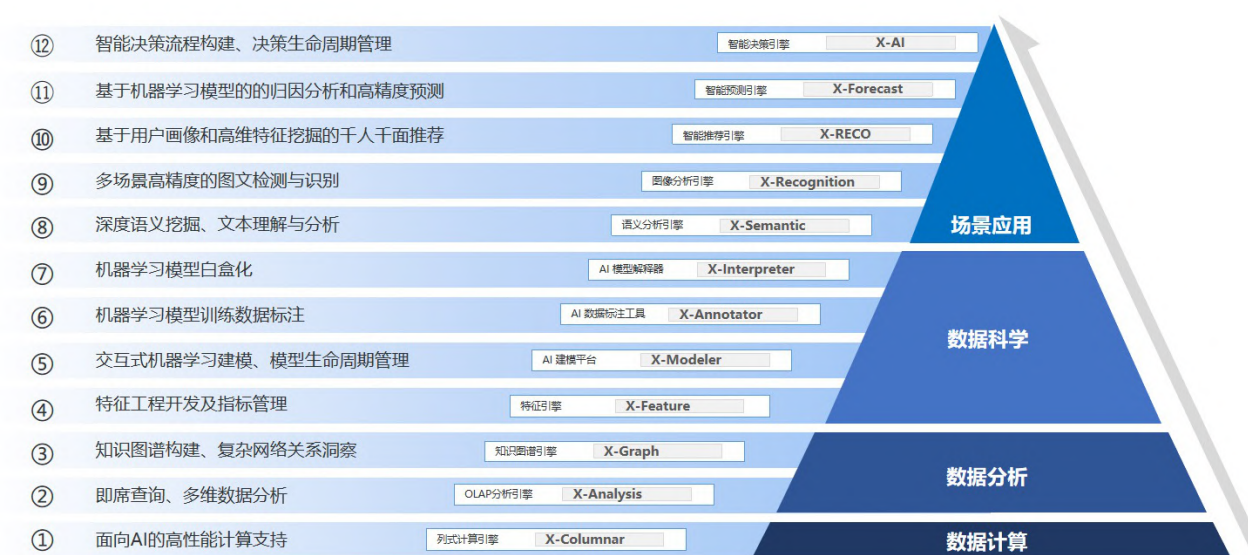 ⑫ 智能决策流程构建、决策生命周期管理 智能决策引擎 X-AI
⑪ 基于机器学习模型的的归因分析和高精度预测 智能预测引擎 X-Forecast
⑩ 基于用户画像和高维特征挖掘的千人千面推荐 智能推荐引擎 X-RECO
⑨ 多场景高精度的图文检测与识别 图像分析引擎 X-Recognition
⑧ 深度语义挖掘、文本理解与分析 语义分析引擎 X-Semantic 场景应用
⑦ 机器学习模型白盒化 AI 模型解释器 X-Interpreter
⑥ 机器学习模型训练数据标注 AI 数据标注工具 X-Annotator
数据科学
⑤ 交互式机器学习建模、模型生命周期管理 AI 建模平台 X-Modeler
④ 特征工程开发及指标管理 特征引擎 X-Feature
③ 知识图谱构建、复杂网络关系洞察 知识图谱引擎 X-Graph
数据分析
② 即席查询、多维数据分析 OLAP分析引擎 X-Analysis
① 面向AI的高性能计算支持 列式计算引擎 X-Columnar 数据计算